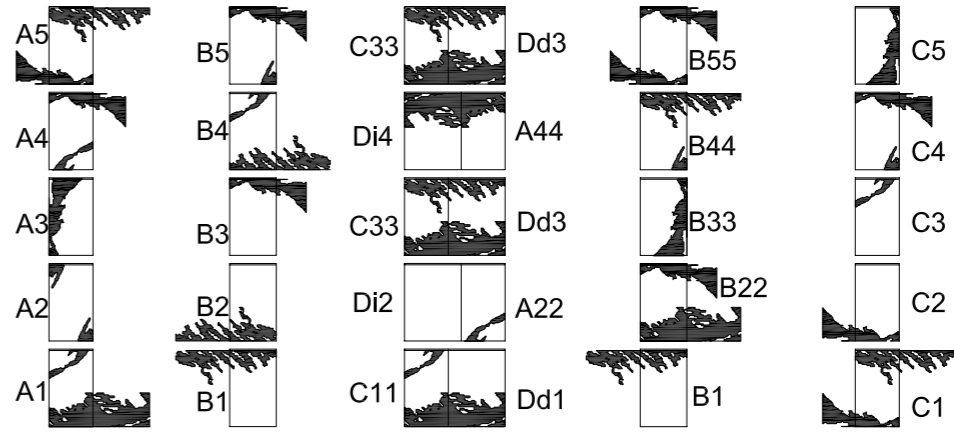 A5 B5 C33 Dd3 B55 C5
A4 B4 Di4 A44 B44 C4
A3 B3 C33 Dd3 B33 C3
A2 B2 Di2 A22 B22 C2
A1 B1 C11 Dd1 B1 C1